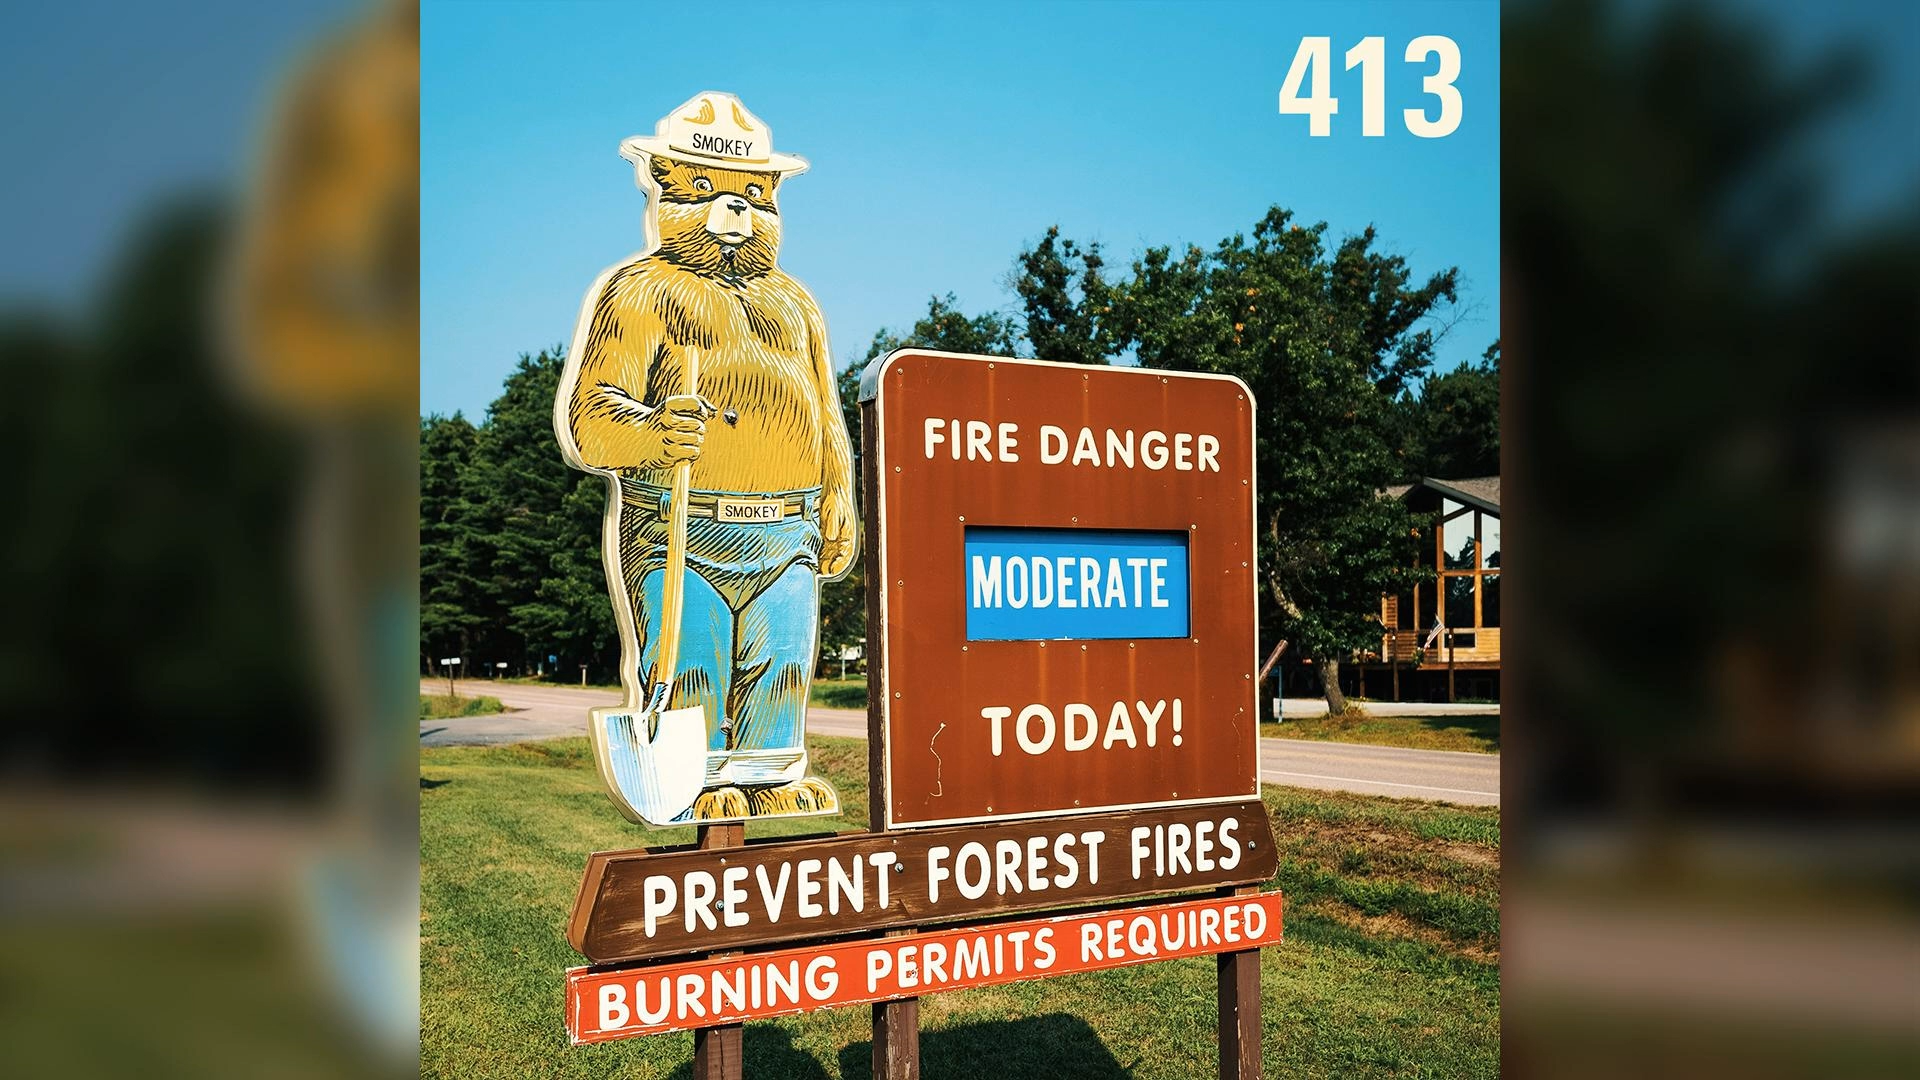 413
SMOKEY
SMOKEY
FIRE DANGER
MODERATE
TODAY!
PREVENT FOREST FIRES
BURNING PERMITS REQUIRED